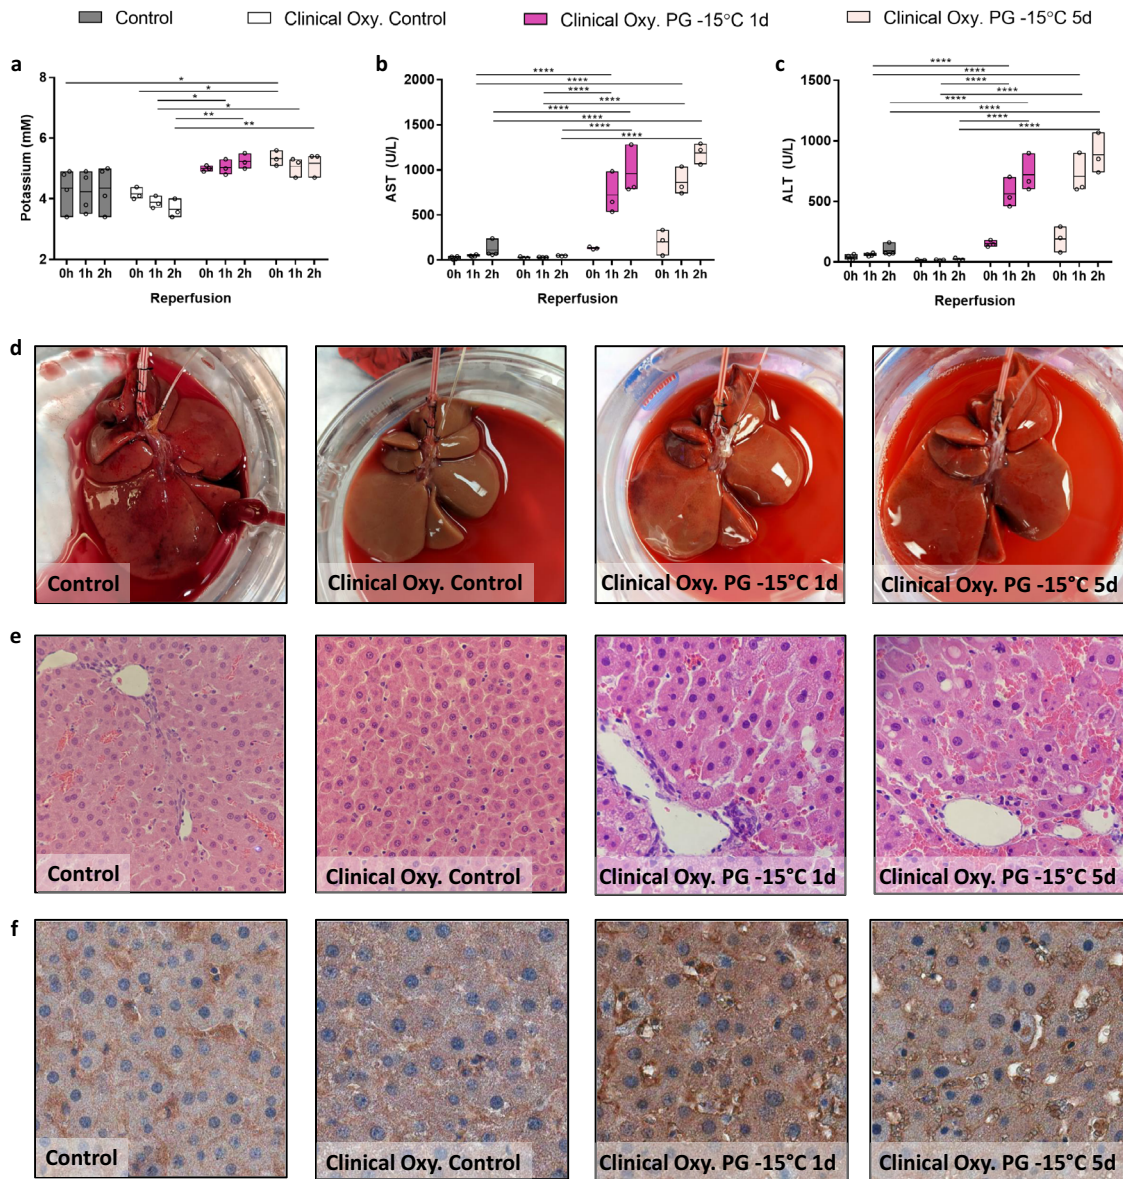 Control
Clinical Oxy. Control
Clinical Oxy. PG -15°C 1d
Clinical Oxy. PG -15°C 5d
a
8
6
4
2
Potassium (mM)
*
*
*
*
**
**
0h 1h 2h 0h 1h 2h 0h 1h 2h 0h 1h 2h
Reperfusion
b
2000
1500
1000
500
0
AST (U/L)
****
****
****
****
****
****
****
****
0h 1h 2h 0h 1h 2h 0h 1h 2h 0h 1h 2h
Reperfusion
c
1500
1000
500
0
ALT (U/L)
****
****
****
****
****
****
****
****
0h 1h 2h 0h 1h 2h 0h 1h 2h 0h 1h 2h
Reperfusion
d
Control
Clinical Oxy. Control
Clinical Oxy. PG -15°C 1d
Clinical Oxy. PG -15°C 5d
e
Control
Clinical Oxy. Control
Clinical Oxy. PG -15°C 1d
Clinical Oxy. PG -15°C 5d
f
Control
Clinical Oxy. Control
Clinical Oxy. PG -15°C 1d
Clinical Oxy. PG -15°C 5d